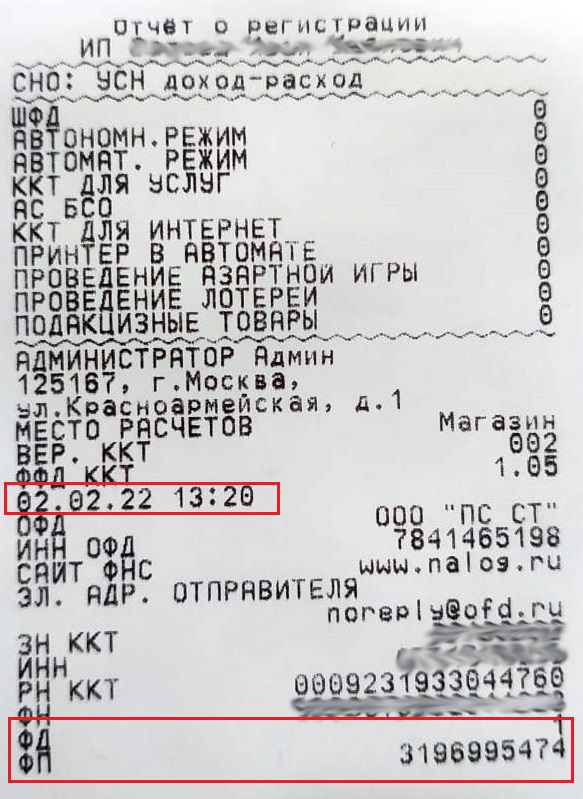 Отчёт о регистрации
ИП
СНО: УСН доход-расход
ШФД 0
АВТОНОМН.РЕЖИМ 0
АВТОМАТ. РЕЖИМ 0
ККТ ДЛЯ УСЛУГ 0
АС БСО 0
ККТ ДЛЯ ИНТЕРНЕТ 0
ПРИНТЕР В АВТОМАТЕ 0
ПРОВЕДЕНИЕ АЗАРТНОЙ ИГРЫ 0
ПРОВЕДЕНИЕ ЛОТЕРЕИ 0
ПОДАКЦИЗНЫЕ ТОВАРЫ 0
АДМИНИСТРАТОР Админ
125167, г.Москва,
ул.Красноармейская, д.1
МЕСТО РАСЧЕТОВ Магазин
ВЕР. ККТ 002
ФФД ККТ 1.05
02.02.22 13:20
ОФД ООО "ПС СТ"
ИНН ОФД 7841465198
САЙТ ФНС www.nalog.ru
ЭЛ. АДР. ОТПРАВИТЕЛЯ
noreply@ofd.ru
ЗН ККТ
ИНН
РН ККТ 0009231933044760
ФН
ФД 1
ФП 3196995474